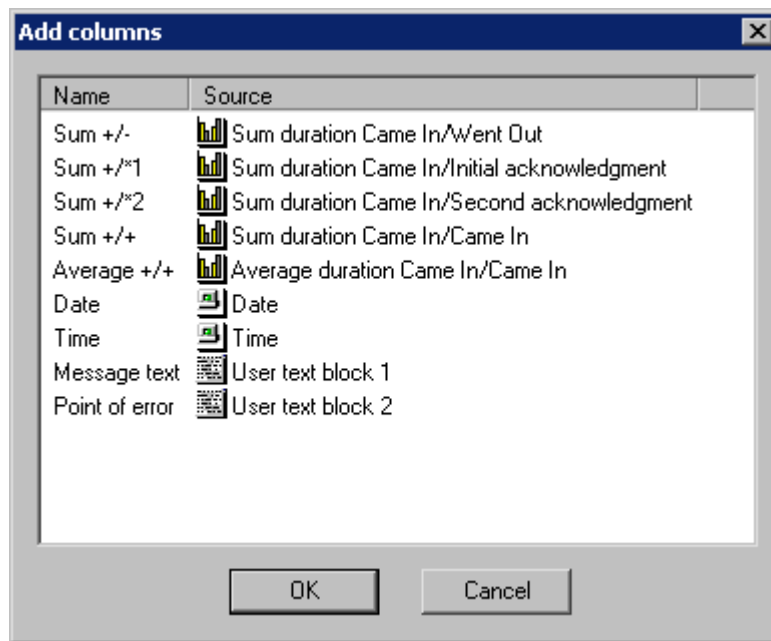 Add columns
Name Source
Sum +/- Sum duration Came In/Went Out
Sum +/*1 Sum duration Came In/Initial acknowledgment
Sum +/*2 Sum duration Came In/Second acknowledgment
Sum +/+ Sum duration Came In/Came In
Average +/+ Average duration Came In/Came In
Date Date
Time Time
Message text User text block 1
Point of error User text block 2
OK Cancel